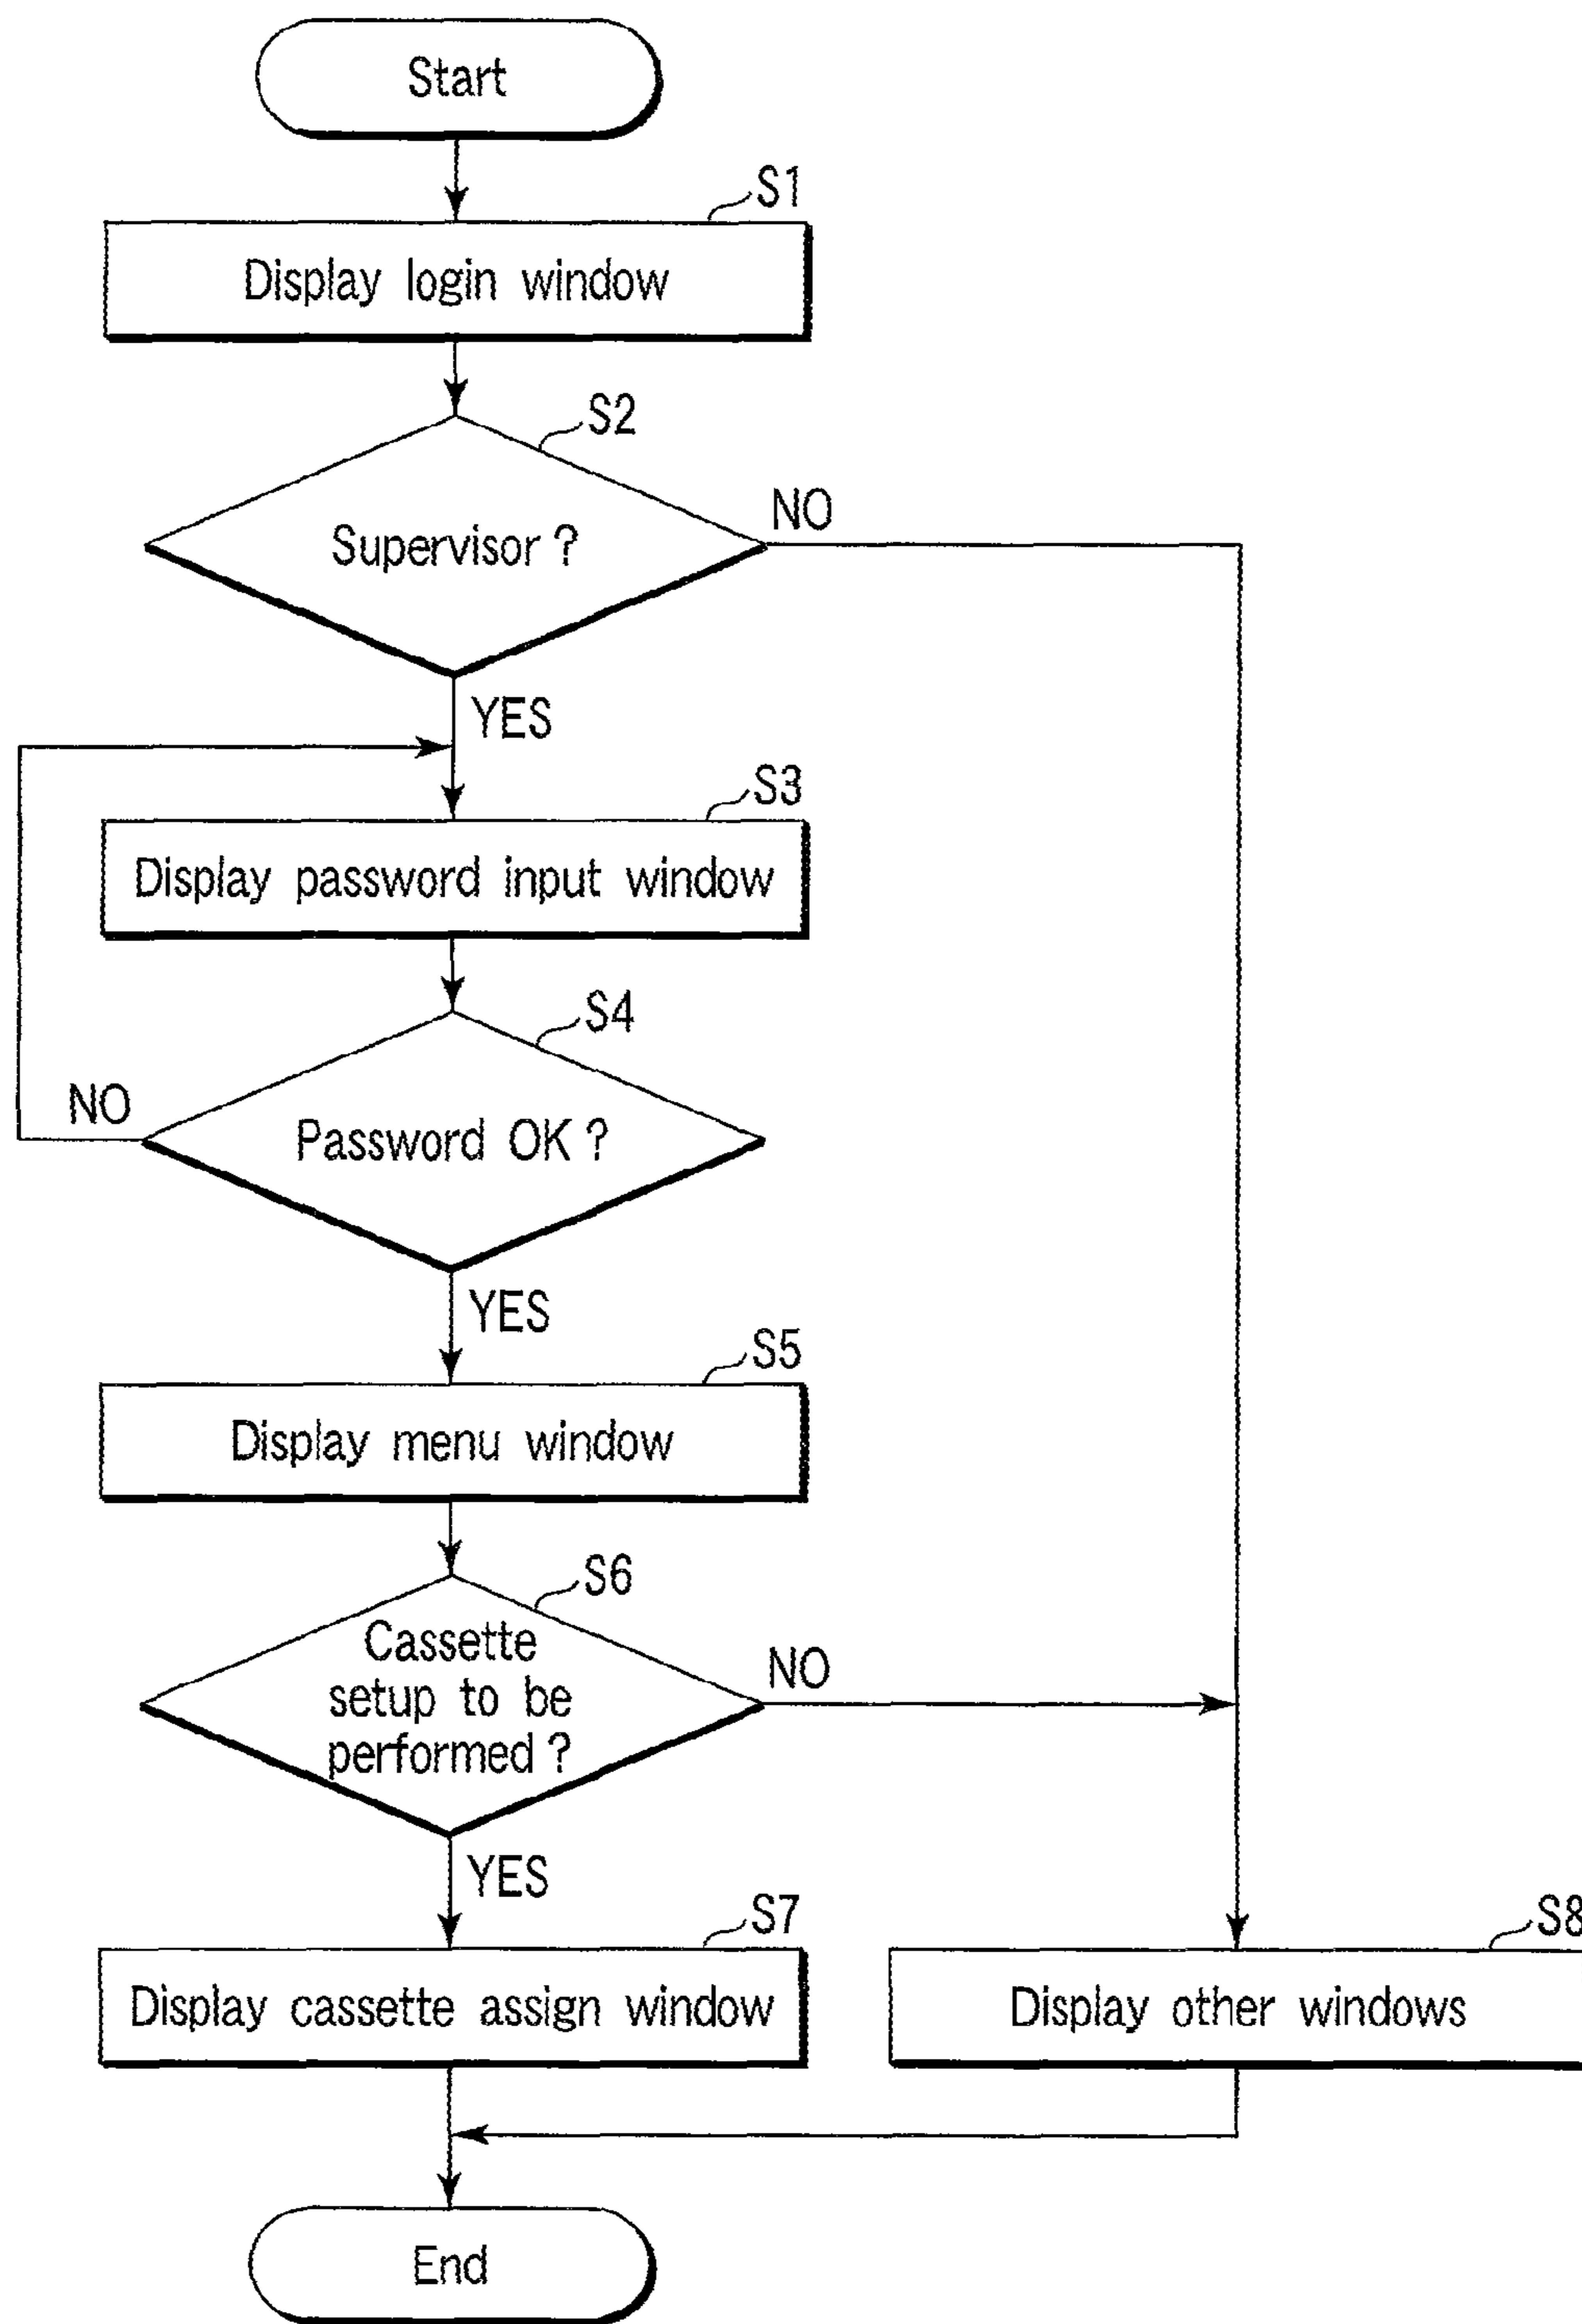 Start
S1
Display login window
S2
Supervisor ?
NO
YES
S3
Display password input window
S4
Password OK ?
NO
YES
S5
Display menu window
S6
Cassette
setup to be
performed ?
NO
YES
S7
Display cassette assign window
S8
Display other windows
End